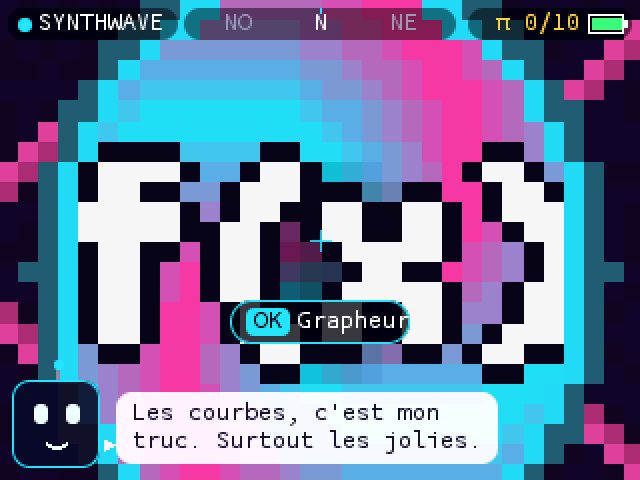 SYNTHWAVE
NO N NE
π 0/10
f(x)
OK Grapheur
Les courbes, c'est mon
truc. Surtout les jolies.